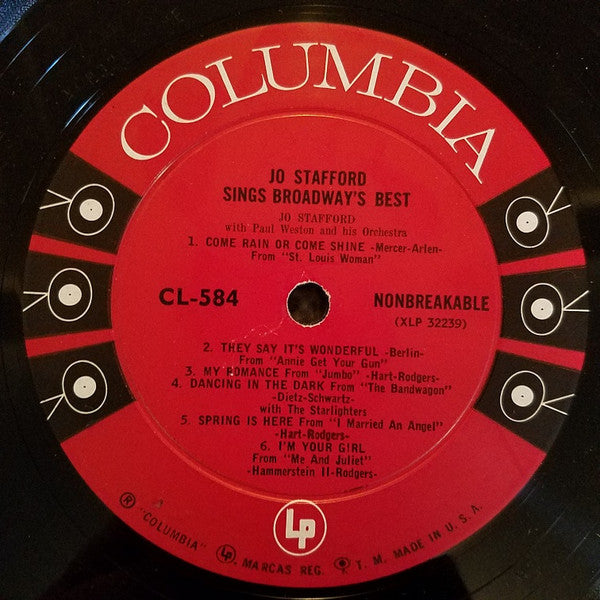 COLUMBIA
JO STAFFORD
SINGS BROADWAY'S BEST
JO STAFFORD
with Paul Weston and his Orchestra
1. COME RAIN OR COME SHINE -Mercer-Arlen-
From "St. Louis Woman"
CL-584
NONBREAKABLE
(XLP 32239)
2. THEY SAY IT'S WONDERFUL -Berlin-
From "Annie Get Your Gun"
3. MY ROMANCE From "Jumbo" -Hart-Rodgers-
4. DANCING IN THE DARK From "The Bandwagon"
-Dietz-Schwartz-
with The Starlighters
5. SPRING IS HERE From "I Married An Angel"
-Hart-Rodgers-
6. I'M YOUR GIRL
From "Me And Juliet"
-Hammerstein II-Rodgers-
Lp
® "COLUMBIA" Lp MARCAS REG. T. M. MADE IN U. S. A.